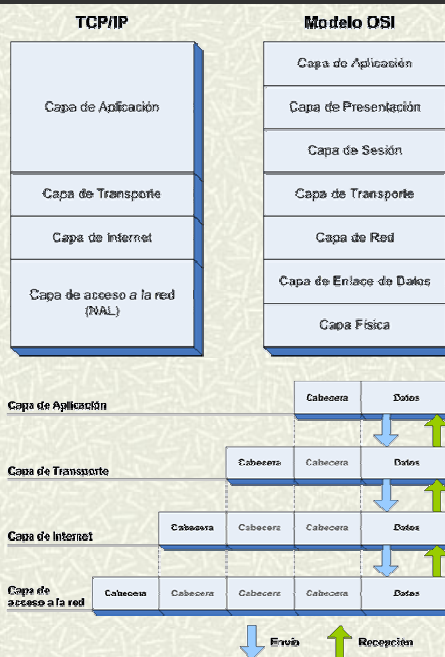 TCP/IP
Modelo OSI
Capa de Aplicación
Capa de Transporte
Capa de Internet
Capa de acceso a la red
(NAL)
Capa de Aplicación
Capa de Presentación
Capa de Sesión
Capa de Transporte
Capa de Red
Capa de Enlace de Datos
Capa Física
Capa de Aplicación
Cabecera Datos
Capa de Transporte
Cabecera Cabecera Datos
Capa de Internet
Cabecera Cabecera Cabecera Datos
Capa de
acceso a la red
Cabecera Cabecera Cabecera Cabecera Datos
Envío
Recepción